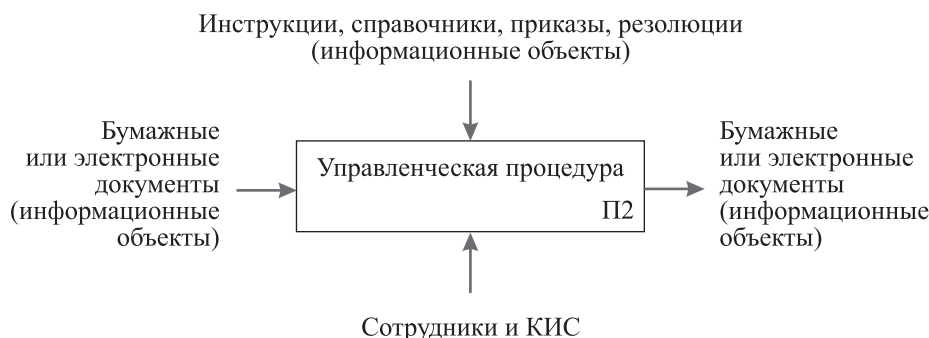 Инструкции, справочники, приказы, резолюции
(информационные объекты)
Бумажные
или электронные
документы
(информационные
объекты)
Управленческая процедура
П2
Бумажные
или электронные
документы
(информационные
объекты)
Сотрудники и КИС